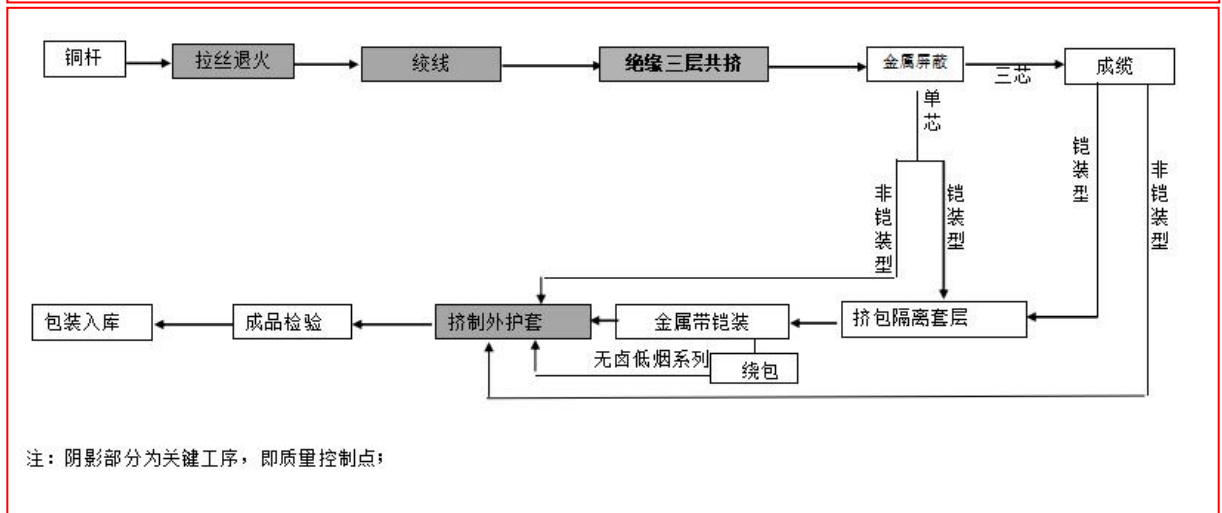 铜杆
拉丝退火
绞线
绝缘三层共挤
金属屏蔽
三芯
成缆
单芯
铠装型
非铠装型
非铠装型
铠装型
包装入库
成品检验
挤制外护套
金属带铠装
挤包隔离套层
无卤低烟系列
绕包
注：阴影部分为关键工序，即质量控制点；